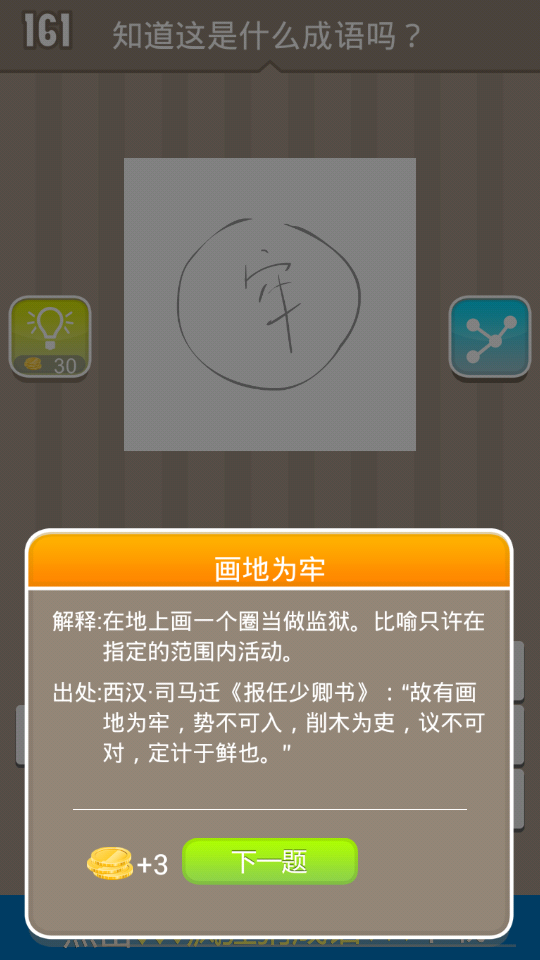 161
知道这是什么成语吗？
牢
30
画地为牢
解释:在地上画一个圈当做监狱。比喻只许在
指定的范围内活动。
出处:西汉·司马迁《报任少卿书》：“故有画
地为牢，势不可入，削木为吏，议不可
对，定计于鲜也。”
+3
下一题